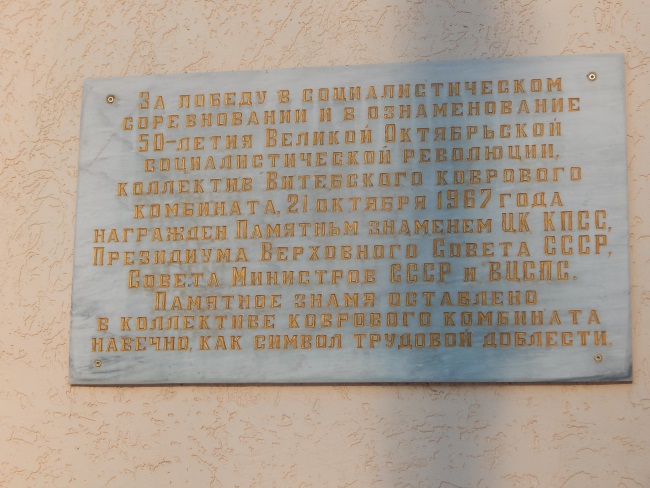 За победу в социалистическом
соревновании и в ознаменование
50-летия Великой Октябрьской
социалистической революции,
коллектив Витебского коврового
комбината, 21 октября 1967 года
награжден Памятным знаменем ЦК КПСС,
Президиума Верховного Совета СССР,
Совета Министров СССР и ВЦСПС.
Памятное знамя оставлено
в коллективе коврового комбината
навечно, как символ трудовой доблести.